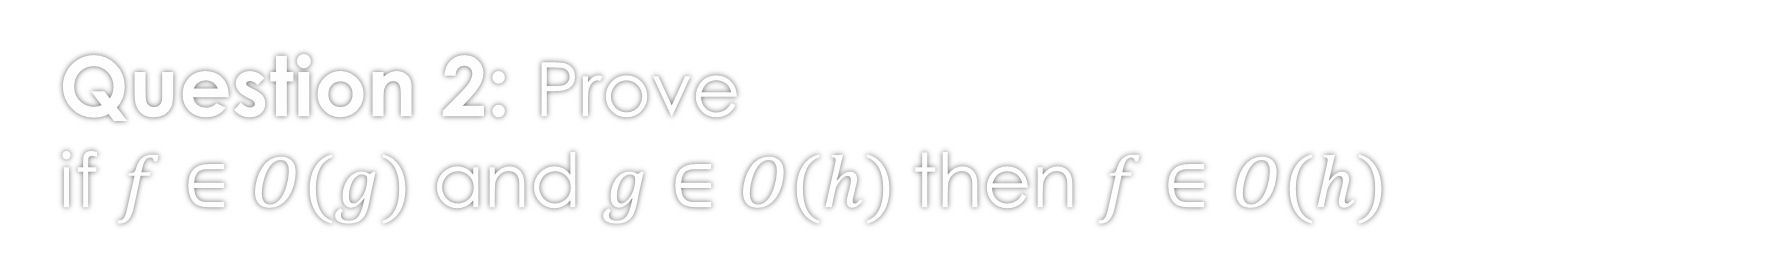 Question 2: Prove
if f ∈ O(g) and g ∈ O(h) then f ∈ O(h)